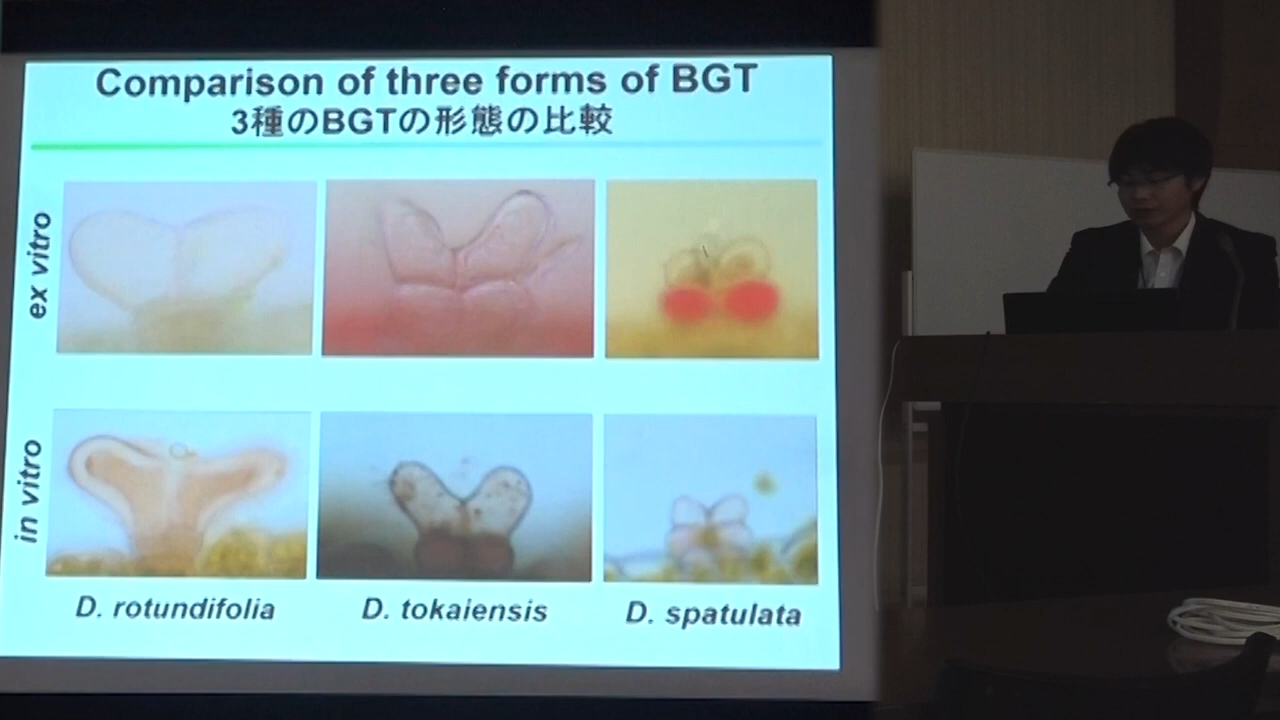 Comparison of three forms of BGT
3種のBGTの形態の比較
ex vitro
in vitro
D. rotundifolia
D. tokaiensis
D. spatulata